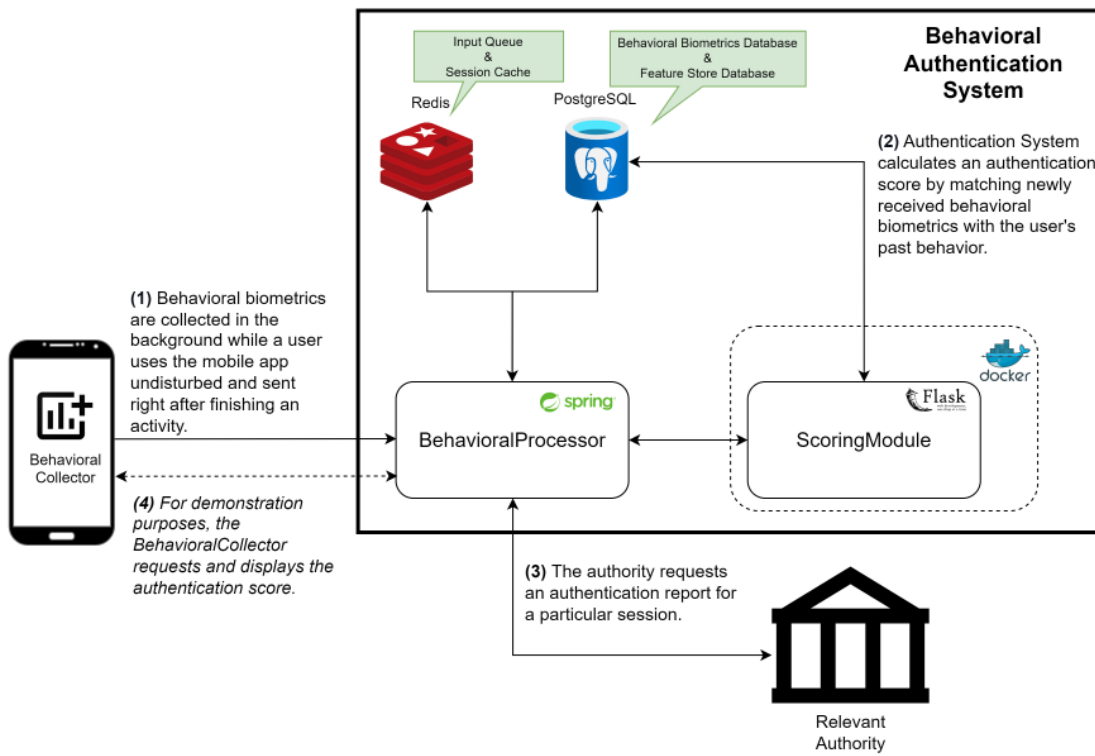 Behavioral
Authentication
System
Input Queue
&
Session Cache
Behavioral Biometrics Database
&
Feature Store Database
Redis
PostgreSQL
(2) Authentication System
calculates an authentication
score by matching newly
received behavioral
biometrics with the user's
past behavior.
(1) Behavioral biometrics
are collected in the
background while a user
uses the mobile app
undisturbed and sent
right after finishing an
activity.
docker
spring
Flask
BehavioralProcessor
ScoringModule
Behavioral
Collector
(4) For demonstration
purposes, the
BehavioralCollector
requests and displays the
authentication score.
(3) The authority requests
an authentication report for
a particular session.
Relevant
Authority